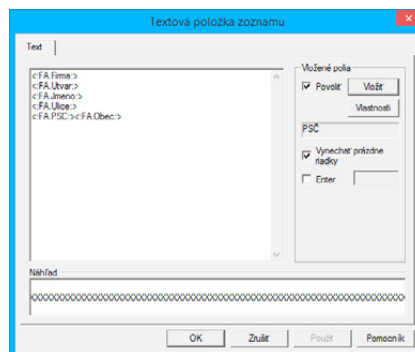 Textová položka zoznamu
Text
<:FA.Firma:>
<:FA.Utvar:>
<:FA.Jmeno:>
<:FA.Ulice:>
<:FA.PSC:><:FA.Obec:>
Vložené polia
Povoliť
Vložiť
Vlastnosti
PSČ
Vynechať prázdne
riadky
Enter
Náhľad
OK
Zrušiť
Použiť
Pomocník